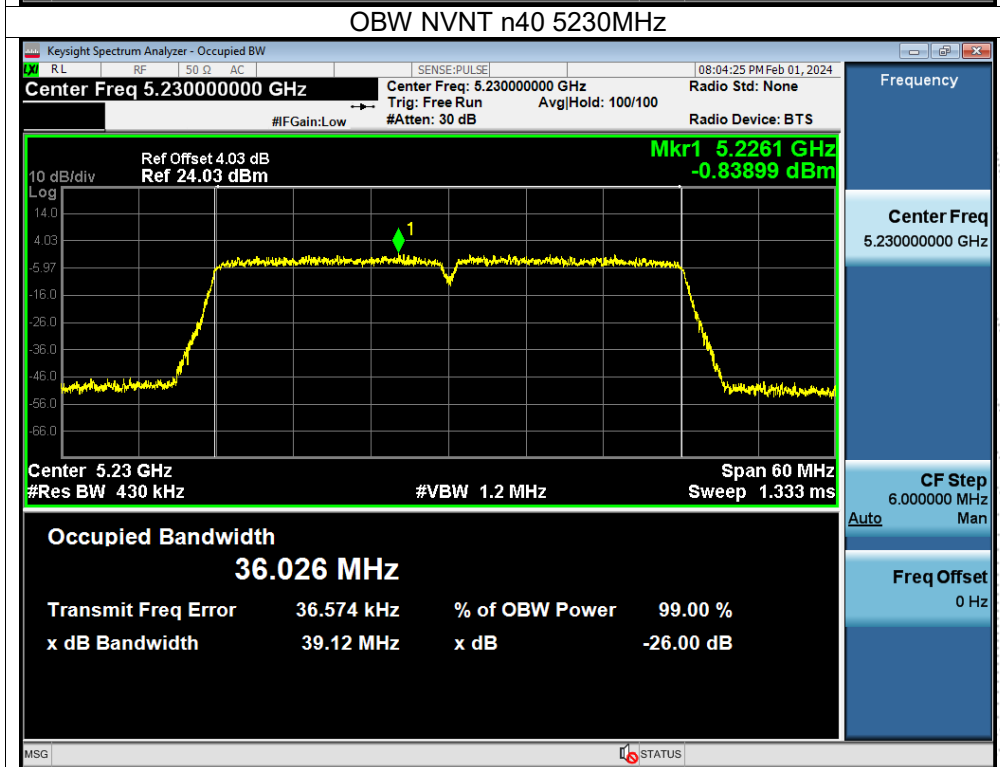 OBW NVNT n40 5230MHz
Keysight Spectrum Analyzer - Occupied BW
LXI RL RF 50 Ω AC SENSE:PULSE 08:04:25 PM Feb 01, 2024
Center Freq 5.230000000 GHz
Center Freq: 5.230000000 GHz
Radio Std: None
Trig: Free Run Avg|Hold: 100/100
#IFGain:Low #Atten: 30 dB Radio Device: BTS
Frequency
Mkr1 5.2261 GHz
-0.83899 dBm
Ref Offset 4.03 dB
10 dB/div Ref 24.03 dBm
Log
14.0
4.03
-5.97
-16.0
-26.0
-36.0
-46.0
-56.0
-66.0
1
Center 5.23 GHz Span 60 MHz
#Res BW 430 kHz #VBW 1.2 MHz Sweep 1.333 ms
Occupied Bandwidth
36.026 MHz
Transmit Freq Error 36.574 kHz % of OBW Power 99.00 %
x dB Bandwidth 39.12 MHz x dB -26.00 dB
Center Freq
5.230000000 GHz
CF Step
6.000000 MHz
Auto Man
Freq Offset
0 Hz
MSG STATUS